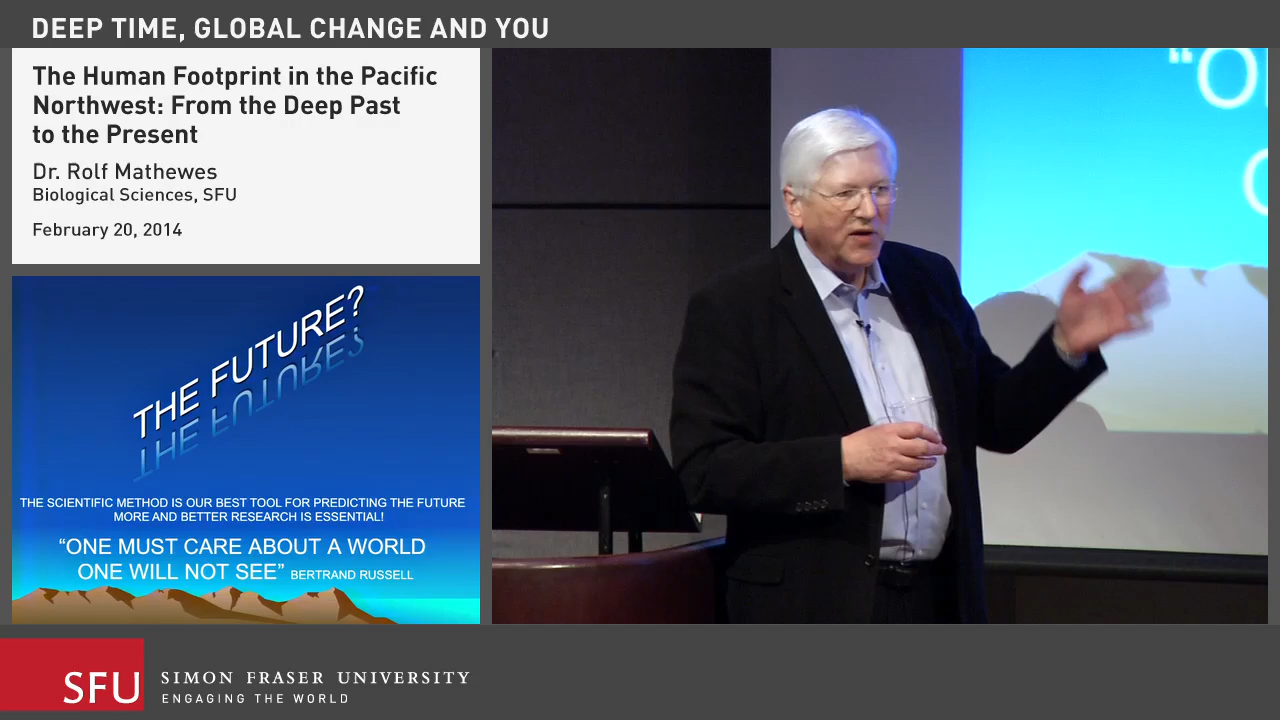 DEEP TIME, GLOBAL CHANGE AND YOU
The Human Footprint in the Pacific
Northwest: From the Deep Past
to the Present
Dr. Rolf Mathewes
Biological Sciences, SFU
February 20, 2014
THE FUTURE?
THE SCIENTIFIC METHOD IS OUR BEST TOOL FOR PREDICTING THE FUTURE
MORE AND BETTER RESEARCH IS ESSENTIAL!
“ONE MUST CARE ABOUT A WORLD
ONE WILL NOT SEE” BERTRAND RUSSELL
SFU
SIMON FRASER UNIVERSITY
ENGAGING THE WORLD